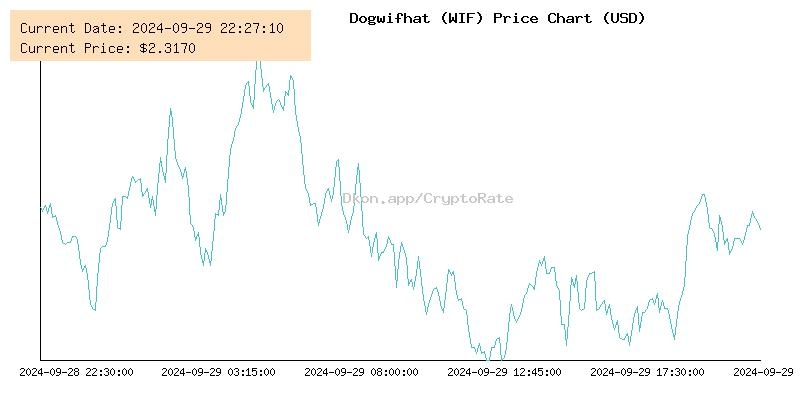 Dogwifhat (WIF) Price Chart (USD)
Current Date: 2024-09-29 22:27:10
Current Price: $2.3170
Dkon.app/CryptoRate
2024-09-28 22:30:00
2024-09-29 03:15:00
2024-09-29 08:00:00
2024-09-29 12:45:00
2024-09-29 17:30:00
2024-09-29